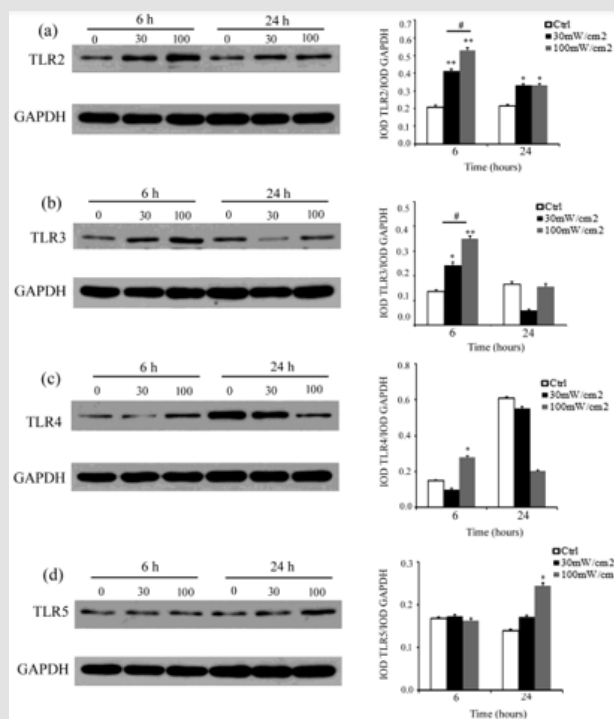 (a)
6 h 24 h
0 30 100 0 30 100
TLR2
GAPDH
IOD TLR2/IOD GAPDH
0.7
0.6
0.5
0.4
0.3
0.2
0.1
0.0
#
** ** * *
Ctrl
30mW/cm2
100mW/cm2
6 24
Time (hours)
(b)
6 h 24 h
0 30 100 0 30 100
TLR3
GAPDH
IOD TLR3/IOD GAPDH
0.5
0.4
0.3
0.2
0.1
0.0
#
* **
Ctrl
30mW/cm2
100mW/cm2
6 24
Time (hours)
(c)
6 h 24 h
0 30 100 0 30 100
TLR4
GAPDH
IOD TLR4/IOD GAPDH
0.8
0.6
0.4
0.2
0.0
*
Ctrl
30mW/cm2
100mW/cm2
6 24
Time (hours)
(d)
6 h 24 h
0 30 100 0 30 100
TLR5
GAPDH
IOD TLR5/IOD GAPDH
0.3
0.2
0.1
0.0
*
Ctrl
30mW/cm2
100mW/cm
6 24
Time (hours)